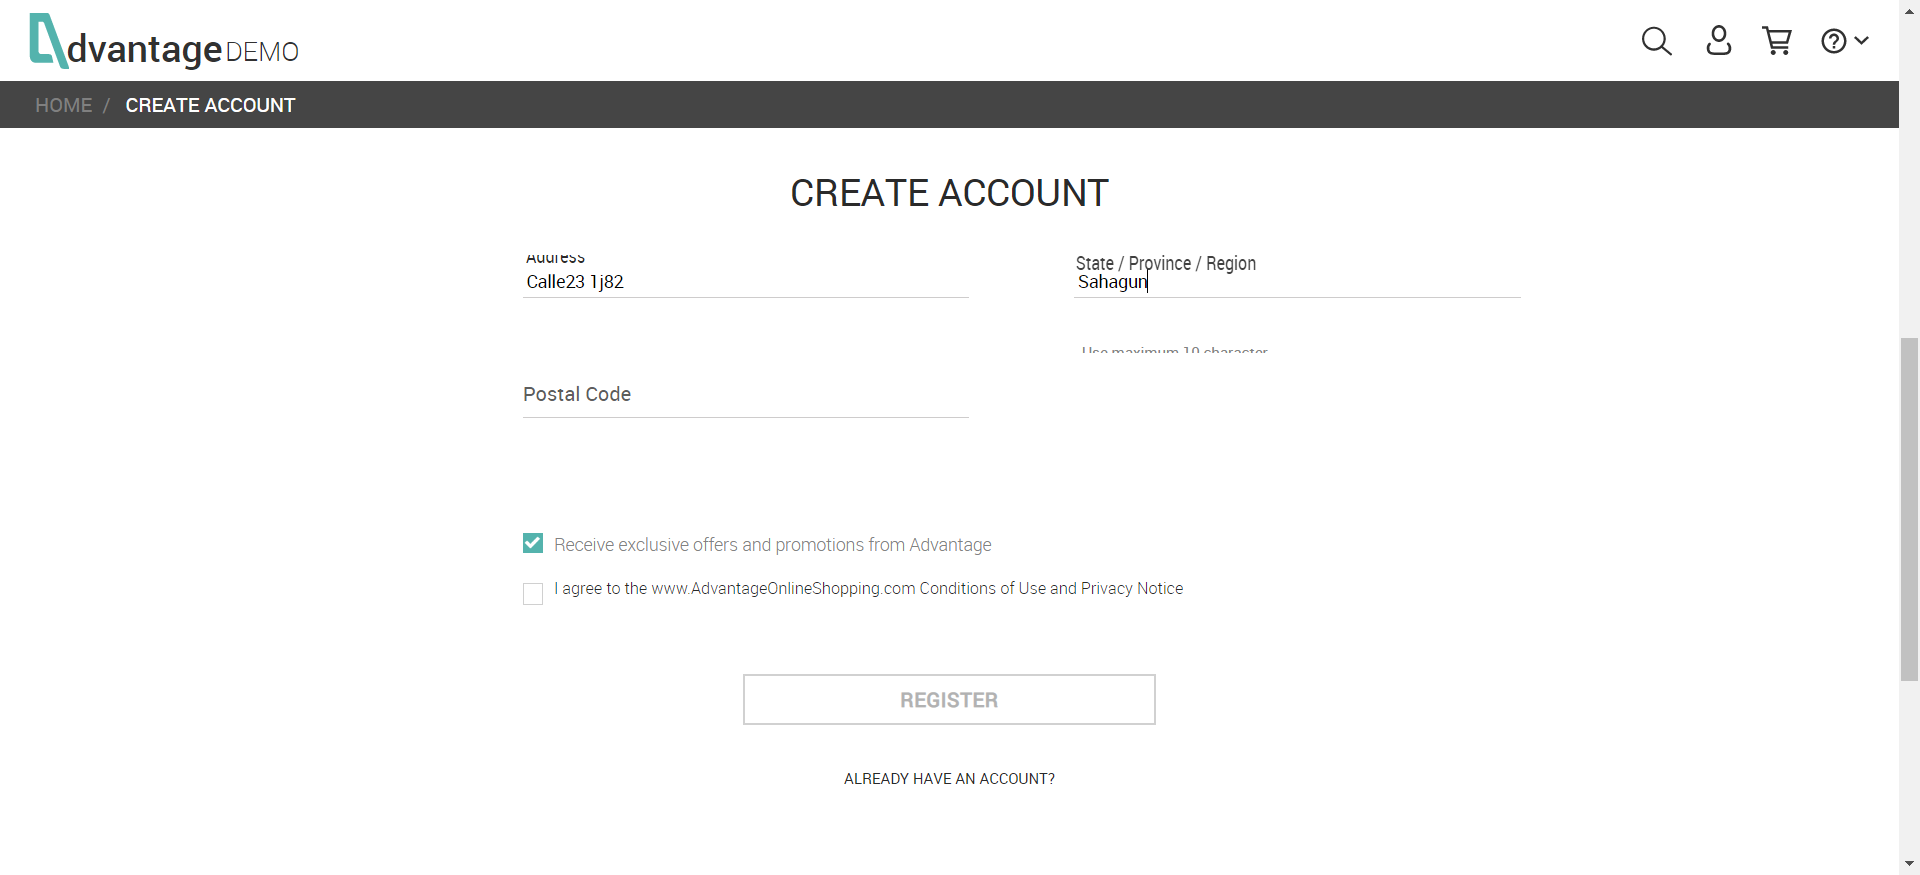 dvantage DEMO
HOME / CREATE ACCOUNT
CREATE ACCOUNT
Address
Calle23 1j82
State / Province / Region
Sahagun
Use maximum 10 character
Postal Code
Receive exclusive offers and promotions from Advantage
I agree to the www.AdvantageOnlineShopping.com Conditions of Use and Privacy Notice
REGISTER
ALREADY HAVE AN ACCOUNT?